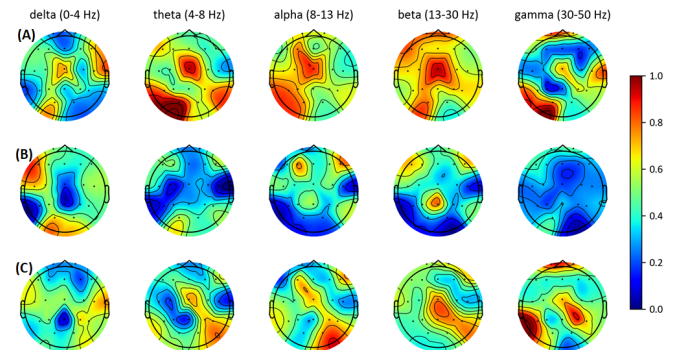 delta (0-4 Hz) theta (4-8 Hz) alpha (8-13 Hz) beta (13-30 Hz) gamma (30-50 Hz)
(A)
1.0
0.8
(B)
0.6
0.4
0.2
(C)
0.0